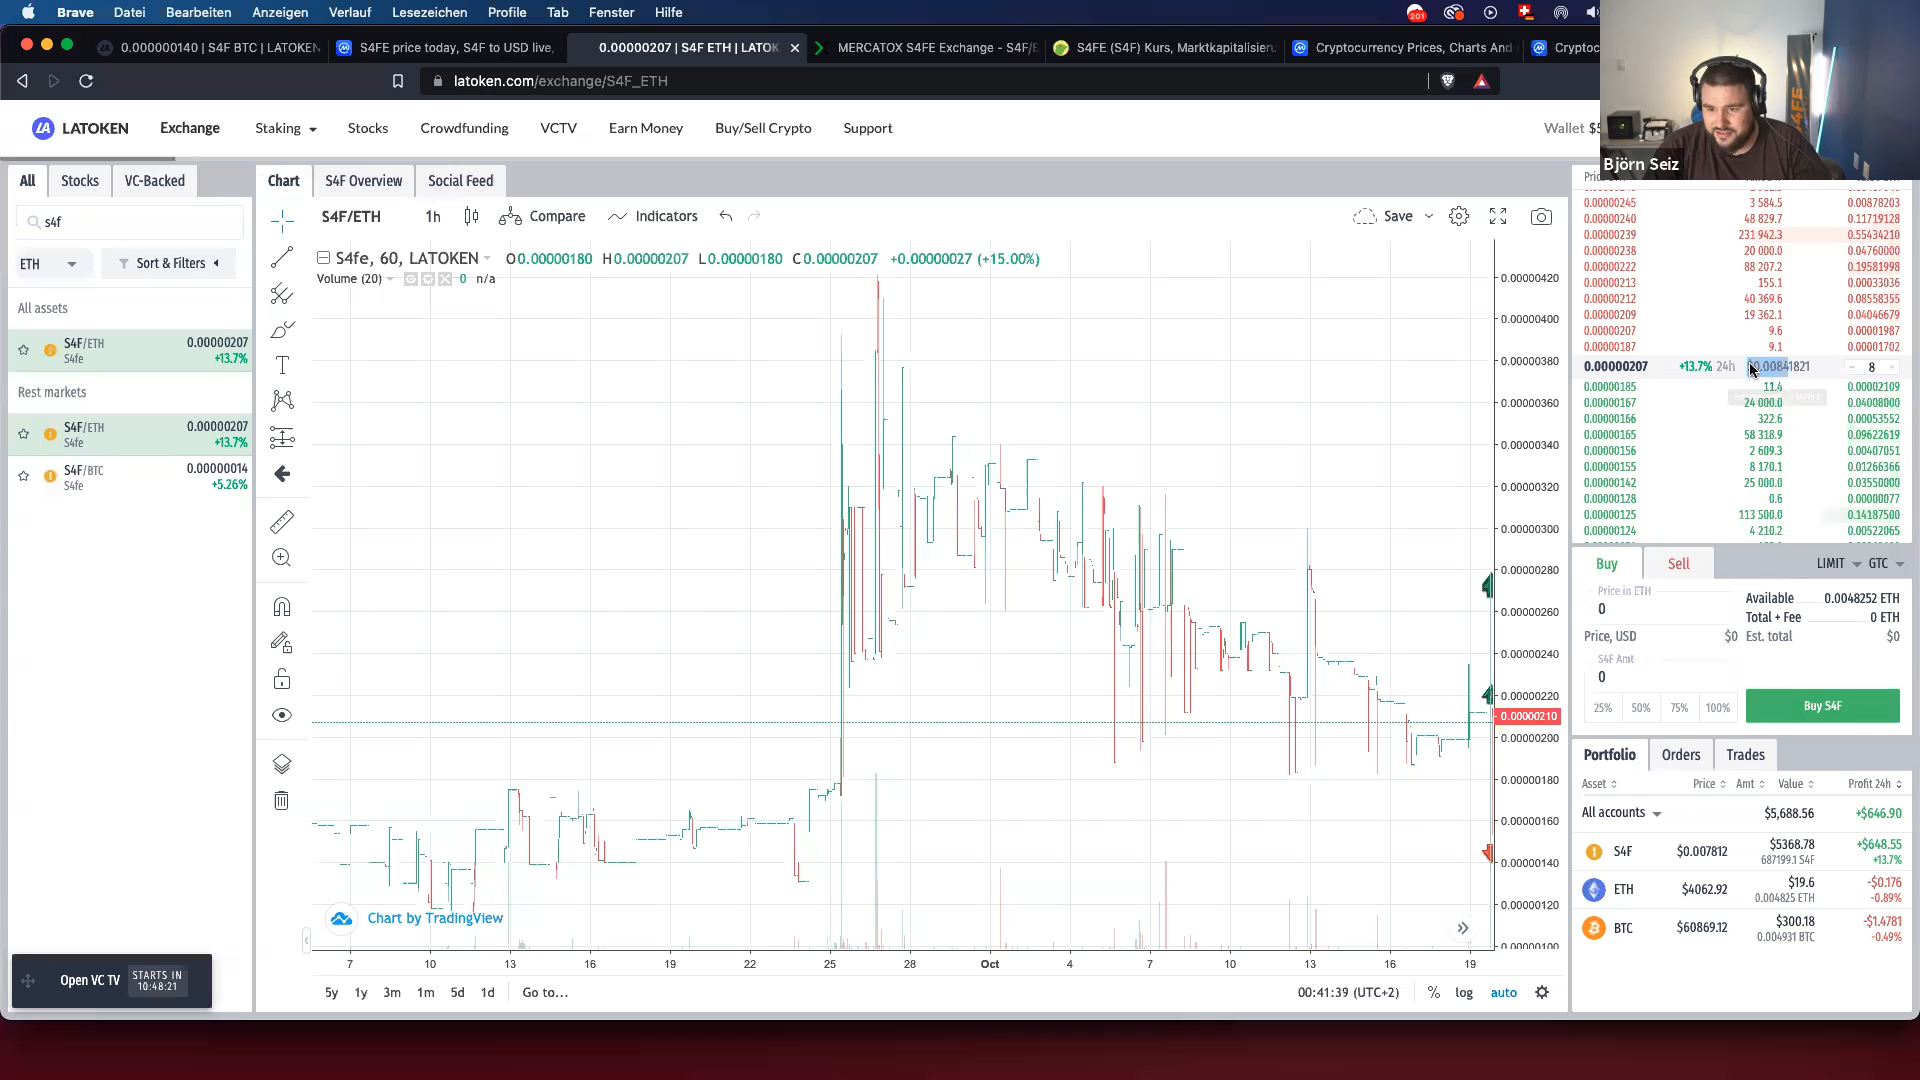 Brave Datei Bearbeiten Anzeigen Verlauf Lesezeichen Profile Tab Fenster Hilfe
201
0.000000140 | S4F BTC | LATOKEN
S4FE price today, S4F to USD live,
0.00000207 | S4F ETH | LATOK
MERCATOX S4FE Exchange - S4F/E
S4FE (S4F) Kurs, Marktkapitalisieru
Cryptocurrency Prices, Charts And
Cryptoc
latoken.com/exchange/S4F_ETH
LATOKEN
Exchange
Staking
Stocks
Crowdfunding
VCTV
Earn Money
Buy/Sell Crypto
Support
Wallet
S4FE
Björn Seiz
All
Stocks
VC-Backed
s4f
ETH
Sort & Filters
All assets
S4F/ETH 0.00000207
S4fe +13.7%
Rest markets
S4F/ETH 0.00000207
S4fe +13.7%
S4F/BTC 0.00000014
S4fe +5.26%
Open VC TV
STARTS IN
10:48:21
Chart
S4F Overview
Social Feed
S4F/ETH
1h
Compare
Indicators
Save
S4fe, 60, LATOKEN O0.00000180 H0.00000207 L0.00000180 C0.00000207 +0.00000027 (+15.00%)
Volume (20) 0 n/a
0.00000420
0.00000400
0.00000380
0.00000360
0.00000340
0.00000320
0.00000300
0.00000280
0.00000260
0.00000240
0.00000220
0.00000210
0.00000200
0.00000180
0.00000160
0.00000140
0.00000120
0.00000100
Chart by TradingView
7 10 13 16 19 22 25 28 Oct 4 7 10 13 16 19
5y 1y 3m 1m 5d 1d Go to...
00:41:39 (UTC+2) % log auto
0.00000245 3 584.5 0.00878203
0.00000240 48 829.7 0.11719128
0.00000239 231 942.3 0.55434210
0.00000238 20 000.0 0.04760000
0.00000222 88 207.2 0.19581998
0.00000213 155.1 0.00033036
0.00000212 40 369.6 0.08558355
0.00000209 19 362.1 0.04046679
0.00000207 9.6 0.00001987
0.00000187 9.1 0.00001702
0.00000207 +13.7% 24h $0.00841821 8
0.00000185 11.4 0.00002109
0.00000167 24 000.0 0.04008000
0.00000166 322.6 0.00053552
0.00000165 58 318.9 0.09622619
0.00000156 2 609.3 0.00407051
0.00000155 8 170.1 0.01266366
0.00000142 25 000.0 0.03550000
0.00000128 0.6 0.00000077
0.00000125 113 500.0 0.14187500
0.00000124 4 210.2 0.00522065
Buy
Sell
LIMIT
GTC
Price in ETH
0
Available 0.0048252 ETH
Total + Fee 0 ETH
Price, USD $0
Est. total $0
S4F Amt
0
25% 50% 75% 100%
Buy S4F
Portfolio
Orders
Trades
Asset Price Amt Value Profit 24h
All accounts $5,688.56 +$646.90
S4F $0.007812 $5368.78 +$648.55
687199.1 S4F +13.7%
ETH $4062.92 $19.6 -$0.176
0.004825 ETH -0.89%
BTC $60869.12 $300.18 -$1.4781
0.004931 BTC -0.49%